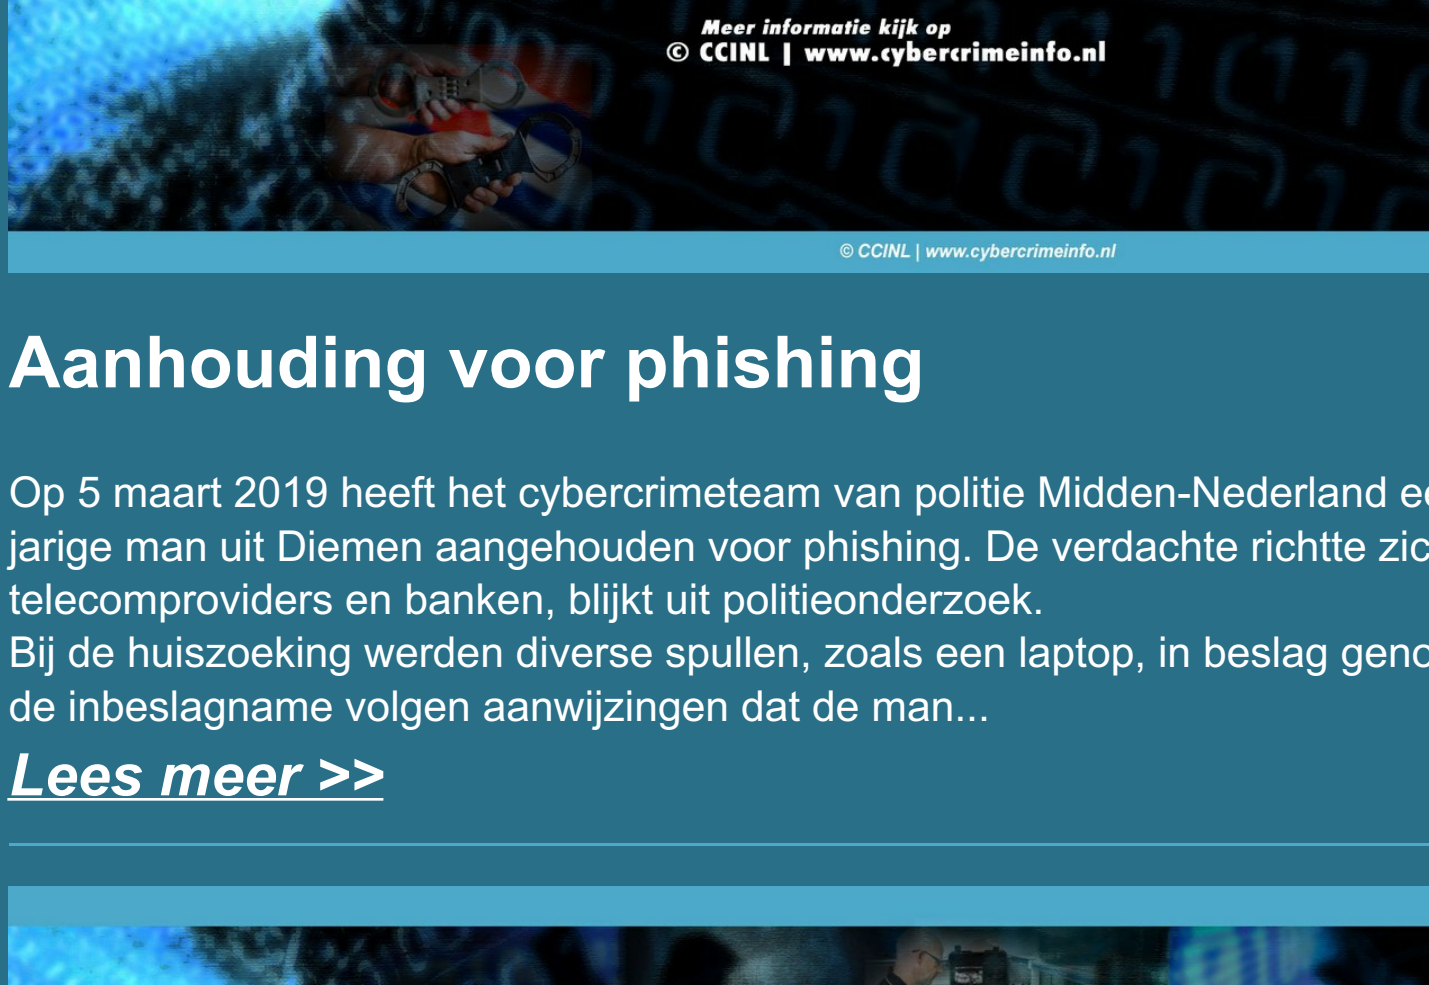 Meer informatie kijk op
© CCINL | www.cybercrimeinfo.nl
© CCINL | www.cybercrimeinfo.nl
Aanhouding voor phishing
Op 5 maart 2019 heeft het cybercrimeteam van politie Midden-Nederland
jarige man uit Diemen aangehouden voor phishing. De verdachte richtte
telecomproviders en banken, blijkt uit politieonderzoek.
Bij de huiszoeking werden diverse spullen, zoals een laptop, in beslag
de inbeslagname volgen aanwijzingen dat de man...
Lees meer >>